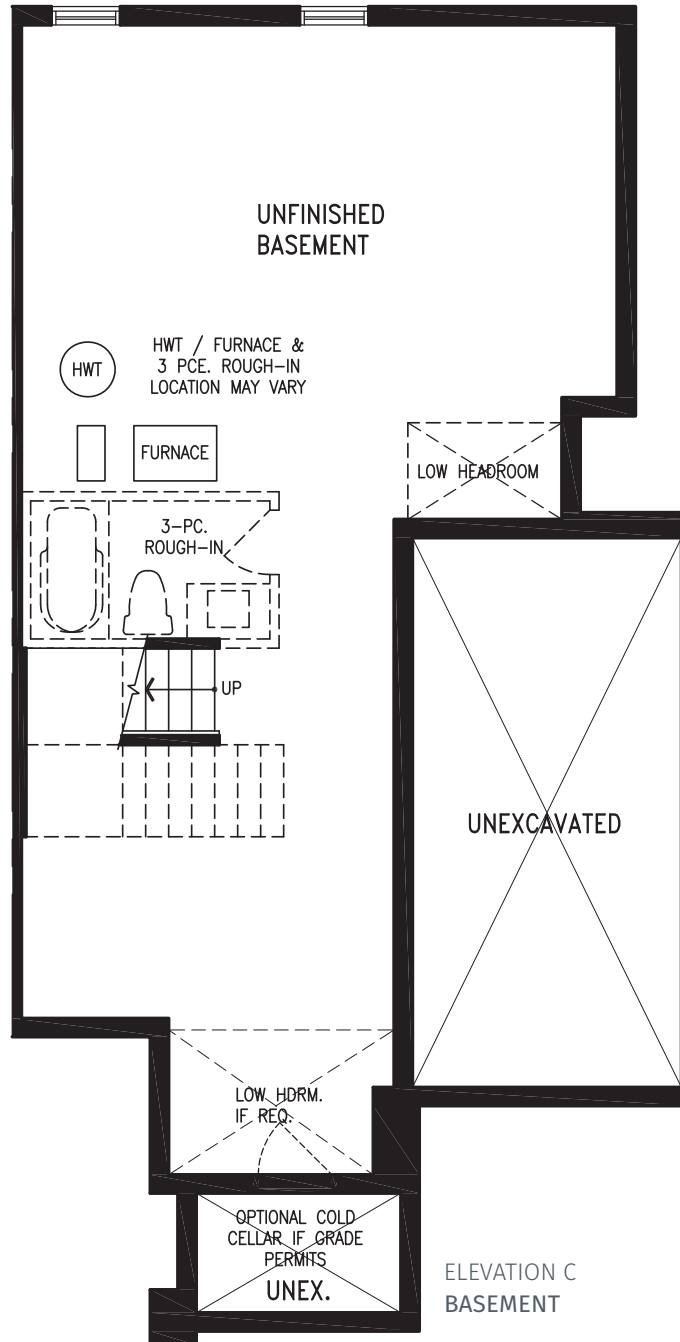 UNFINISHED
BASEMENT
HWT
HWT / FURNACE &
3 PCE. ROUGH-IN
LOCATION MAY VARY
FURNACE
LOW HEADROOM
3-PC.
ROUGH-IN
UP
UNEXCAVATED
LOW HDRM.
IF REQ.
OPTIONAL COLD
CELLAR IF GRADE
PERMITS
UNEX.
ELEVATION C
BASEMENT